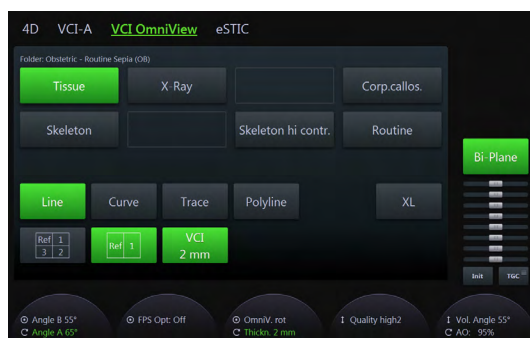 4D VCI-A VCI OmniView eSTIC
Folder: Obstetric - Routine Sepia (OB)
Tissue X-Ray Corp.callos.
Skeleton Skeleton hi contr. Routine
Bi-Plane
Line Curve Trace Polyline XL
Ref 1
3 2
Ref 1
VCI
2 mm
Init TGC
Angle B 55° FPS Opt: Off OmniV. rot Quality high2 Vol. Angle 55°
Angle A 65° Thickn. 2 mm AO: 95%